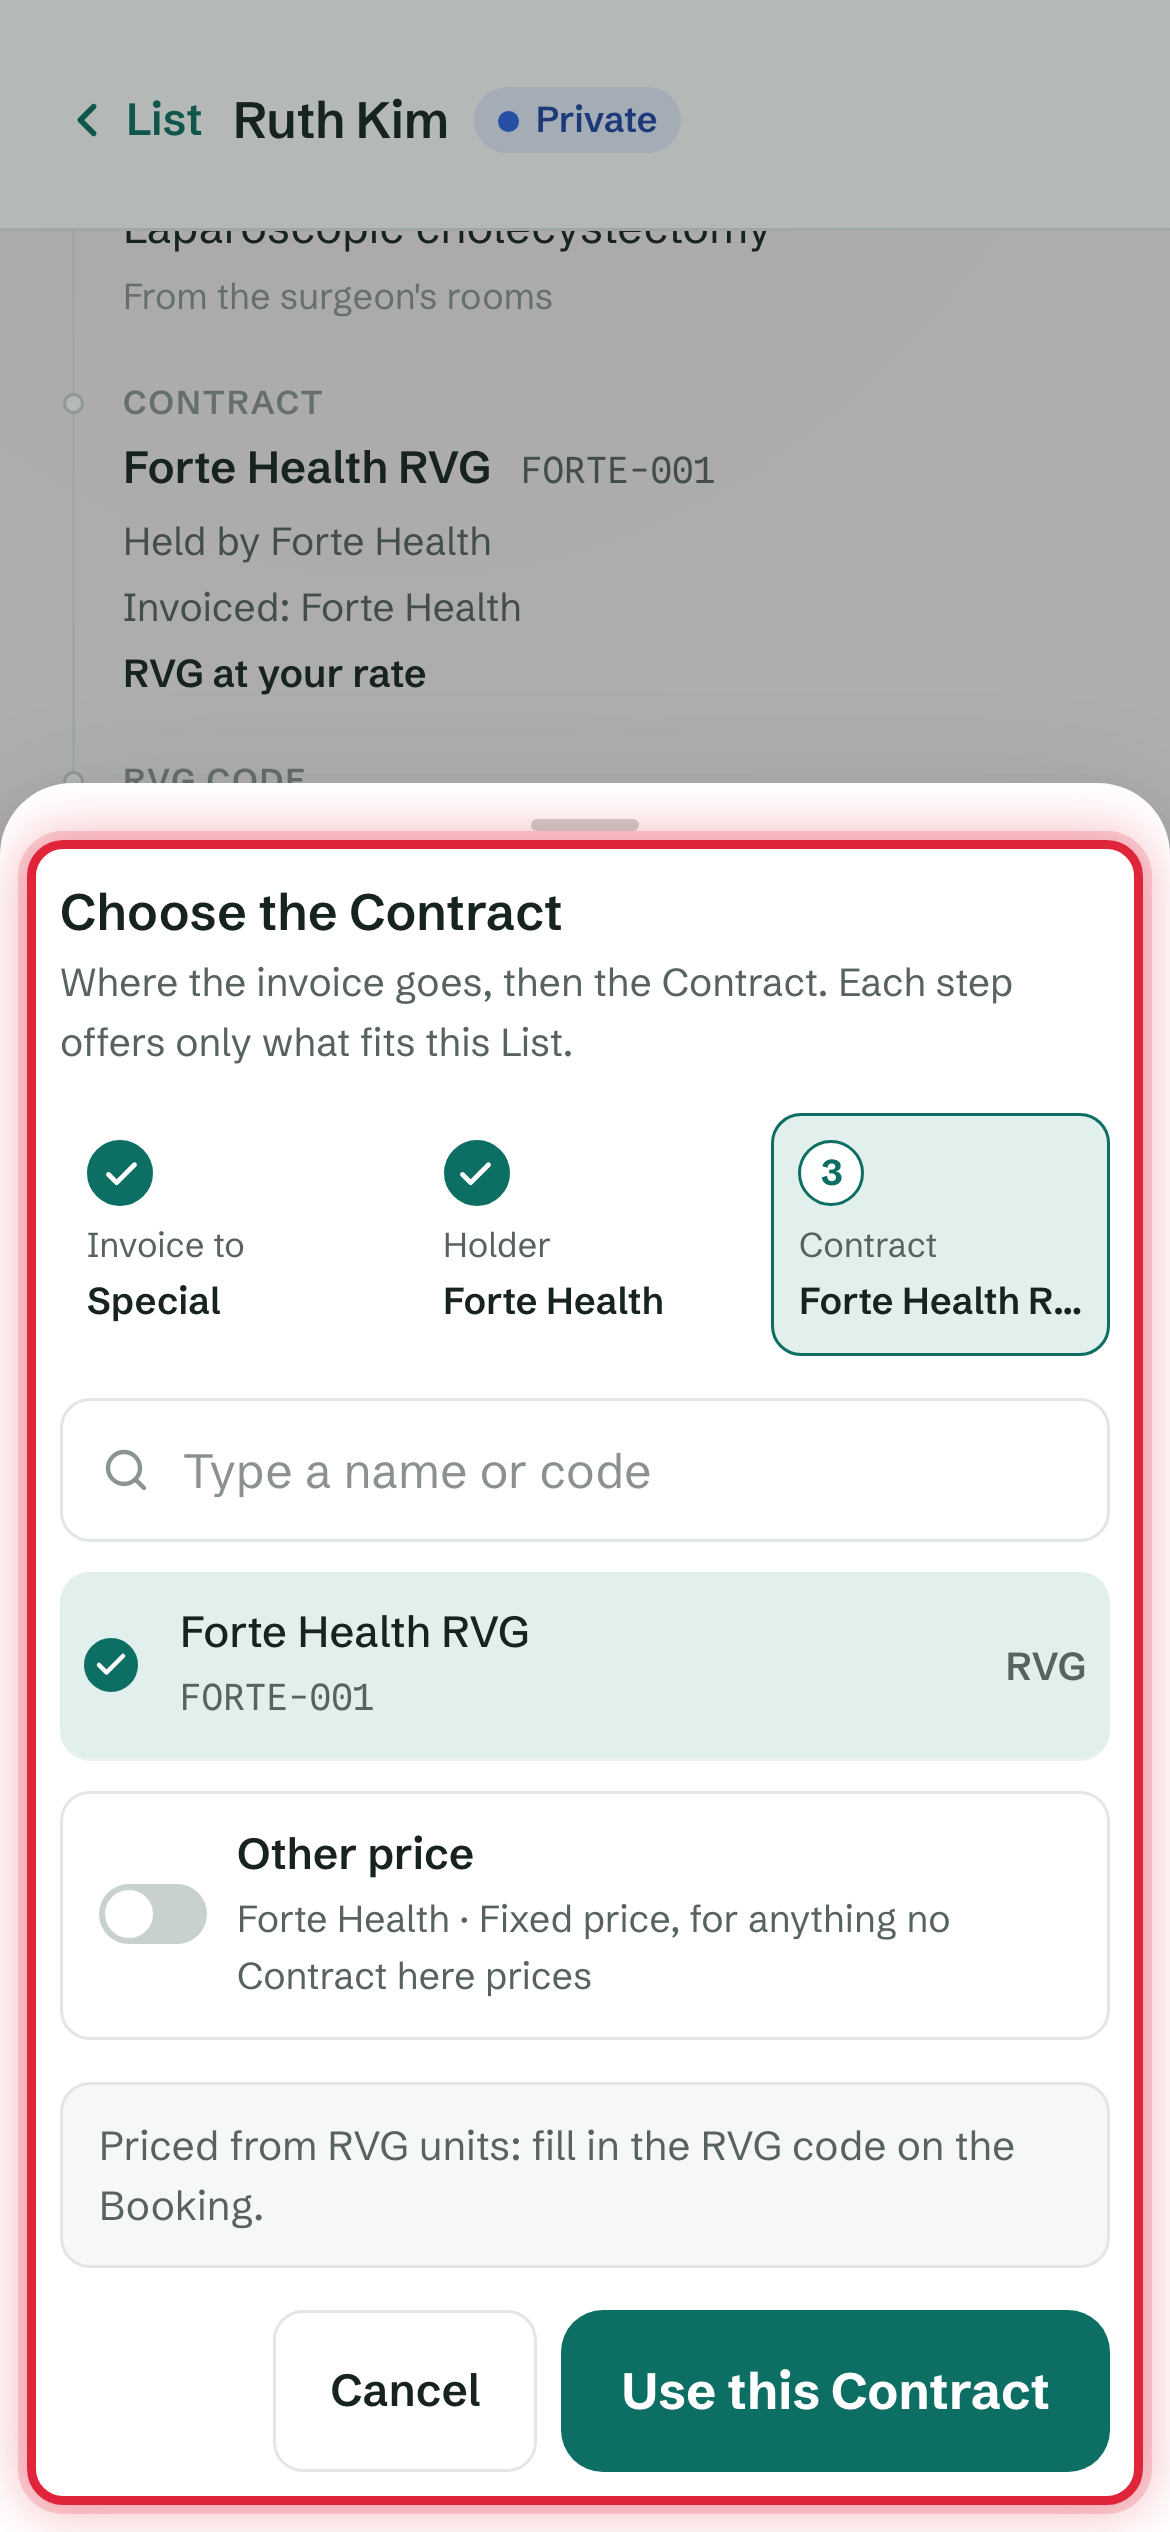 List Ruth Kim Private
Laparoscopic cholecystectomy
From the surgeon's rooms
CONTRACT
Forte Health RVG FORTE-001
Held by Forte Health
Invoiced: Forte Health
RVG at your rate
RVG CODE
Choose the Contract
Where the invoice goes, then the Contract. Each step
offers only what fits this List.
3
Invoice to Holder Contract
Special Forte Health Forte Health R...
Type a name or code
Forte Health RVG
FORTE-001
RVG
Other price
Forte Health · Fixed price, for anything no
Contract here prices
Priced from RVG units: fill in the RVG code on the
Booking.
Cancel Use this Contract